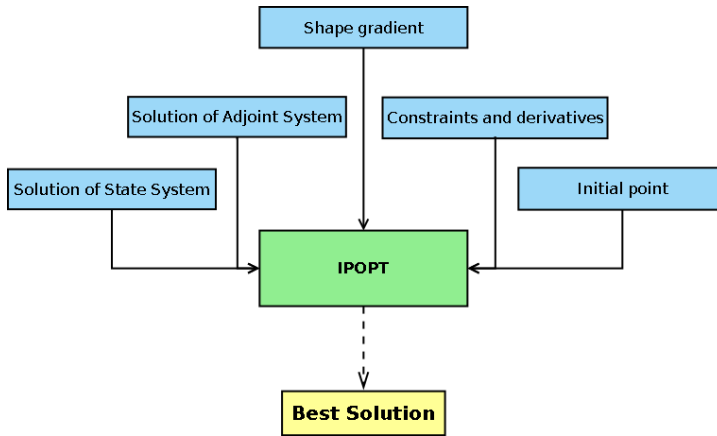 Shape gradient
Solution of Adjoint System
Constraints and derivatives
Solution of State System
Initial point
IPOPT
Best Solution